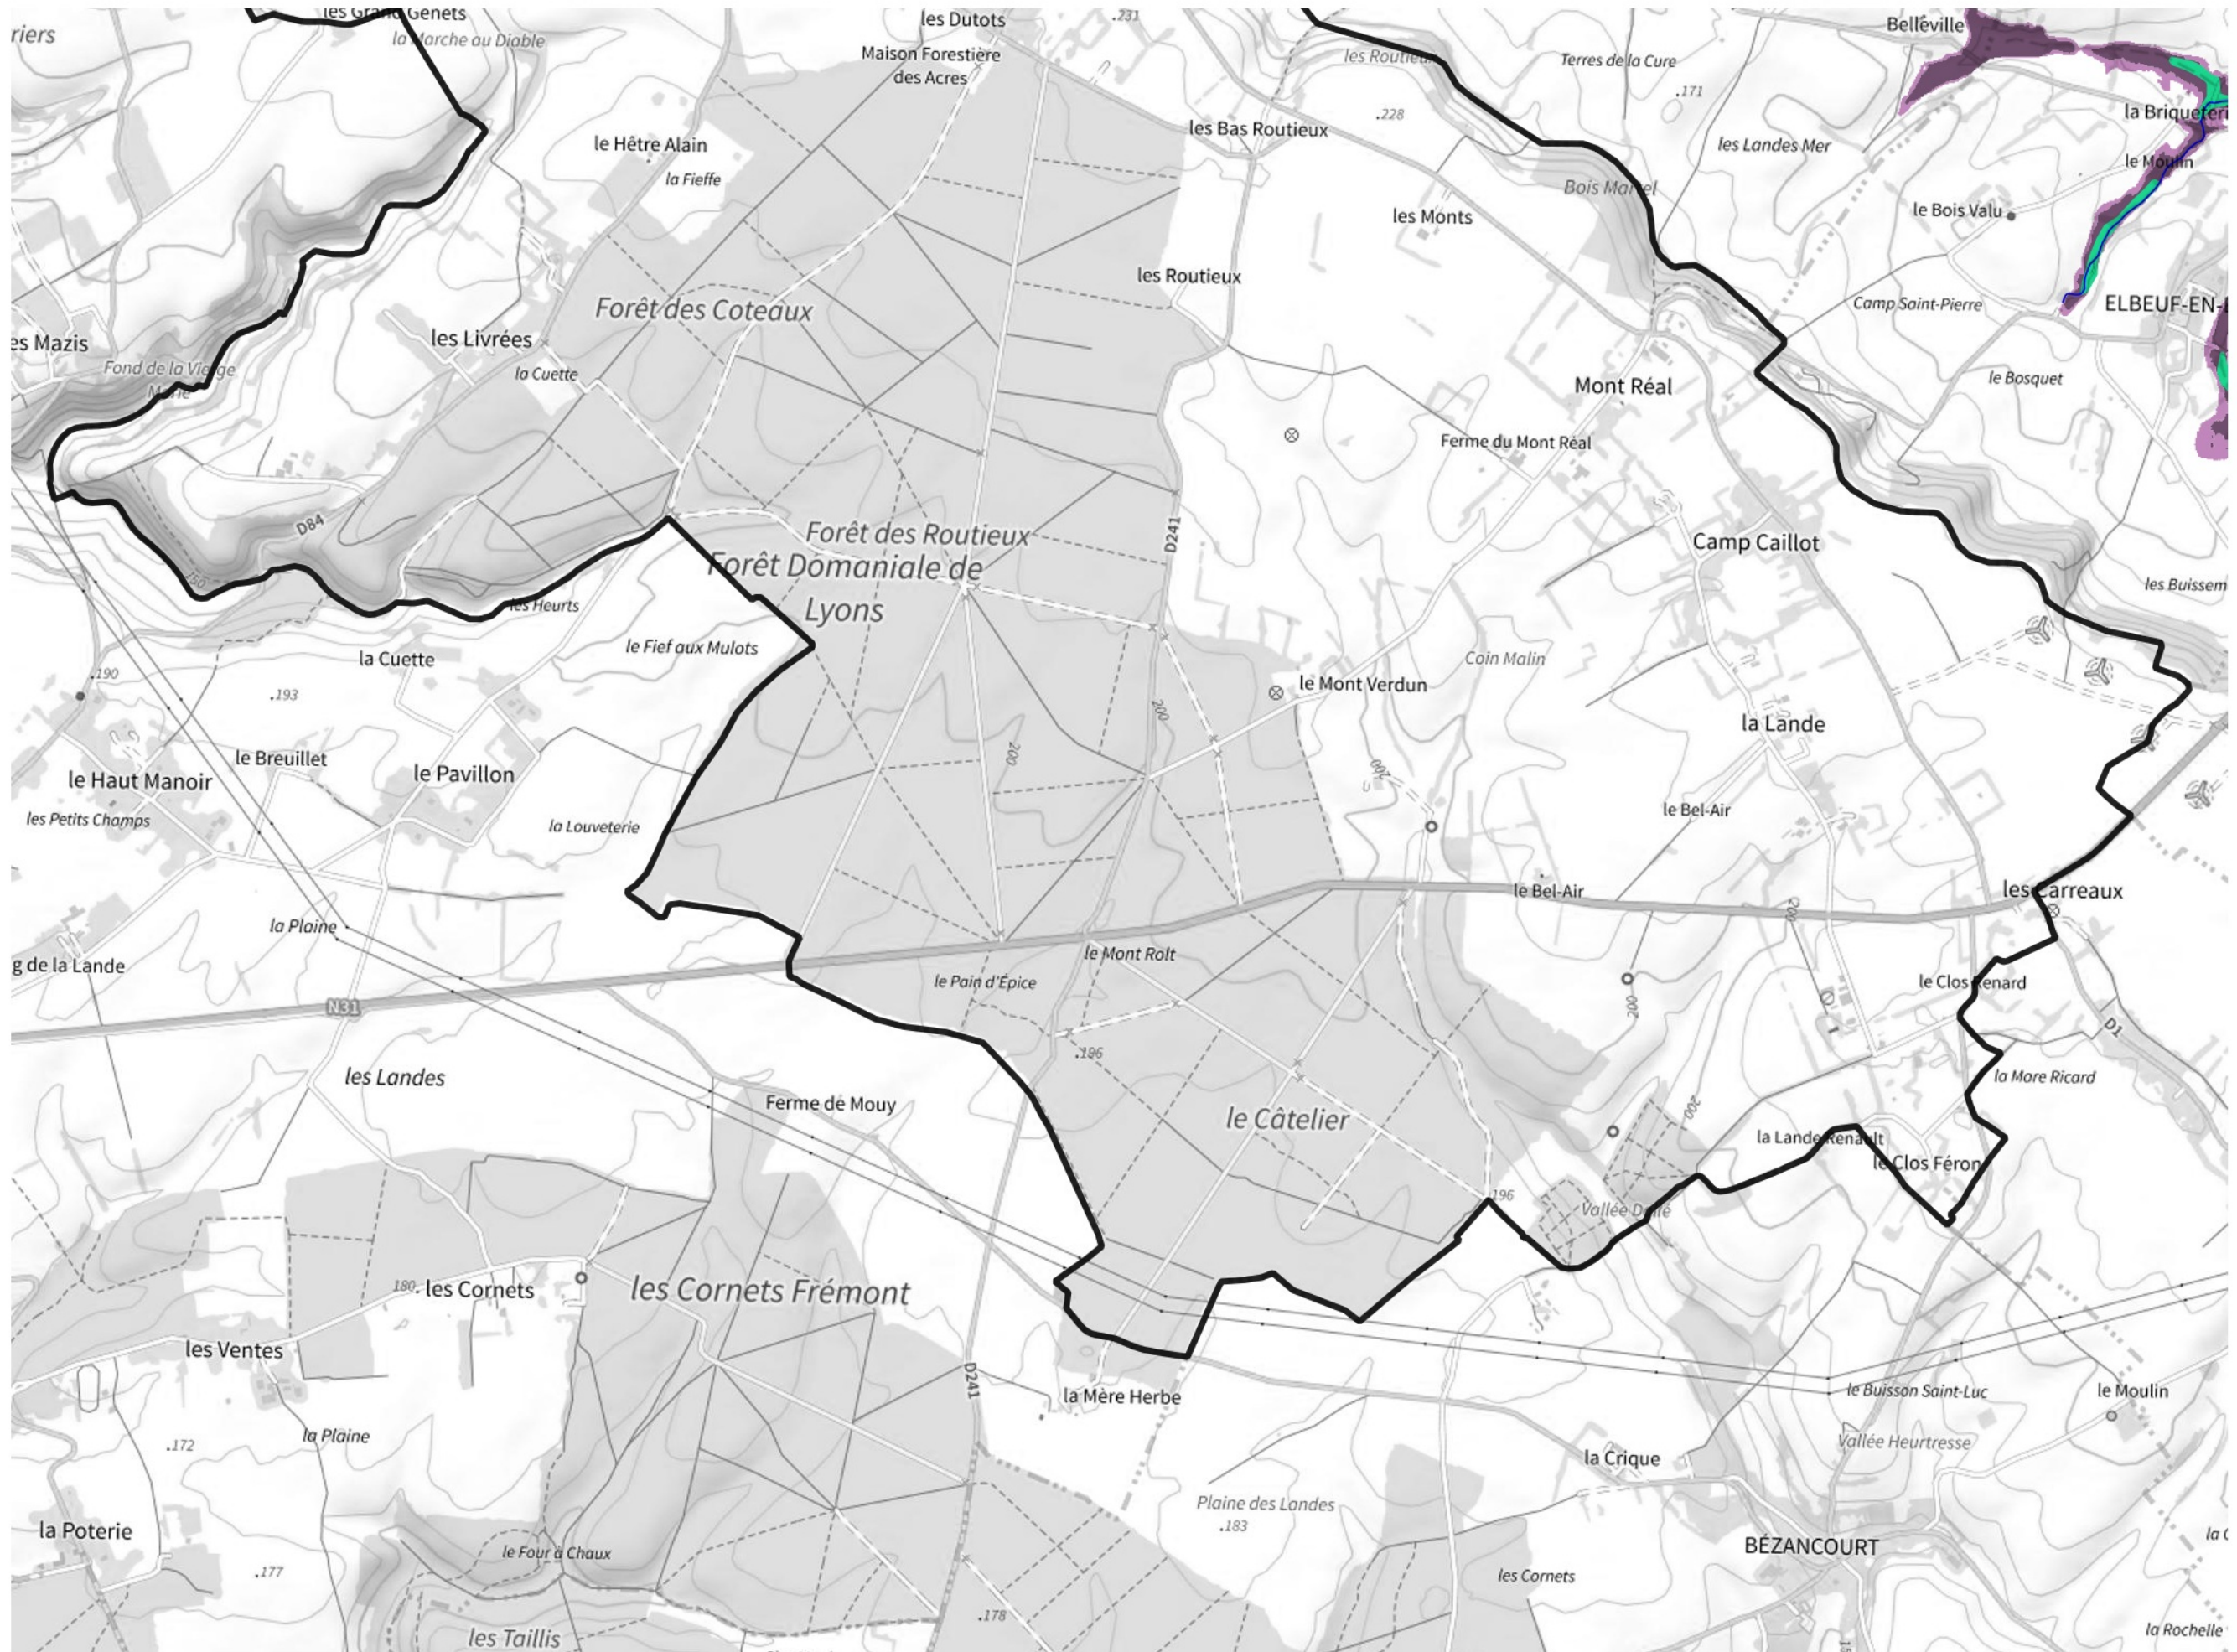 les Dutots
.231
Belleville
la Marche au Diable
riers
Maison Forestière
des Acres
les Routieux
Terres de la Cure
.171
.228
les Bas Routieux
le Hêtre Alain
les Landes Mer
la Fieffe
Bois Martel
le Moulin
les Monts
le Bois Valu
les Routieux
Forêt des Coteaux
Camp Saint-Pierre
ELBEUF-EN-
les Livrées
es Mazis
Fond de la Vierge
Marie
la Cuette
le Bosquet
Mont Réal
Ferme du Mont Réal
D84
Forêt des Routieux
D241
Camp Caillot
Forêt Domaniale de
Lyons
150
les Heurts
les Buissem
le Fief aux Mulots
la Cuette
Coin Malin
.190
.193
le Mont Verdun
200
la Lande
le Breuillet
le Haut Manoir
le Pavillon
200
200
les Petits Champs
la Louveterie
le Bel-Air
le Bel-Air
les Carreaux
200
la Plaine
g de la Lande
le Mont Rolt
le Pain d'Épice
le Clos Renard
N31
200
D1
.196
les Landes
la Mare Ricard
Ferme de Mouy
le Câtelier
200
la Lande Renault
le Clos Féron
196
Vallée Dollé
180.
les Cornets
les Cornets Frémont
les Ventes
D241
la Mère Herbe
le Buisson Saint-Luc
le Moulin
la Plaine
.172
Vallée Heurtresse
la Crique
Plaine des Landes
.183
la Poterie
BÉZANCOURT
le Four à Chaux
.177
les Cornets
.178
les Taillis
la Rochelle